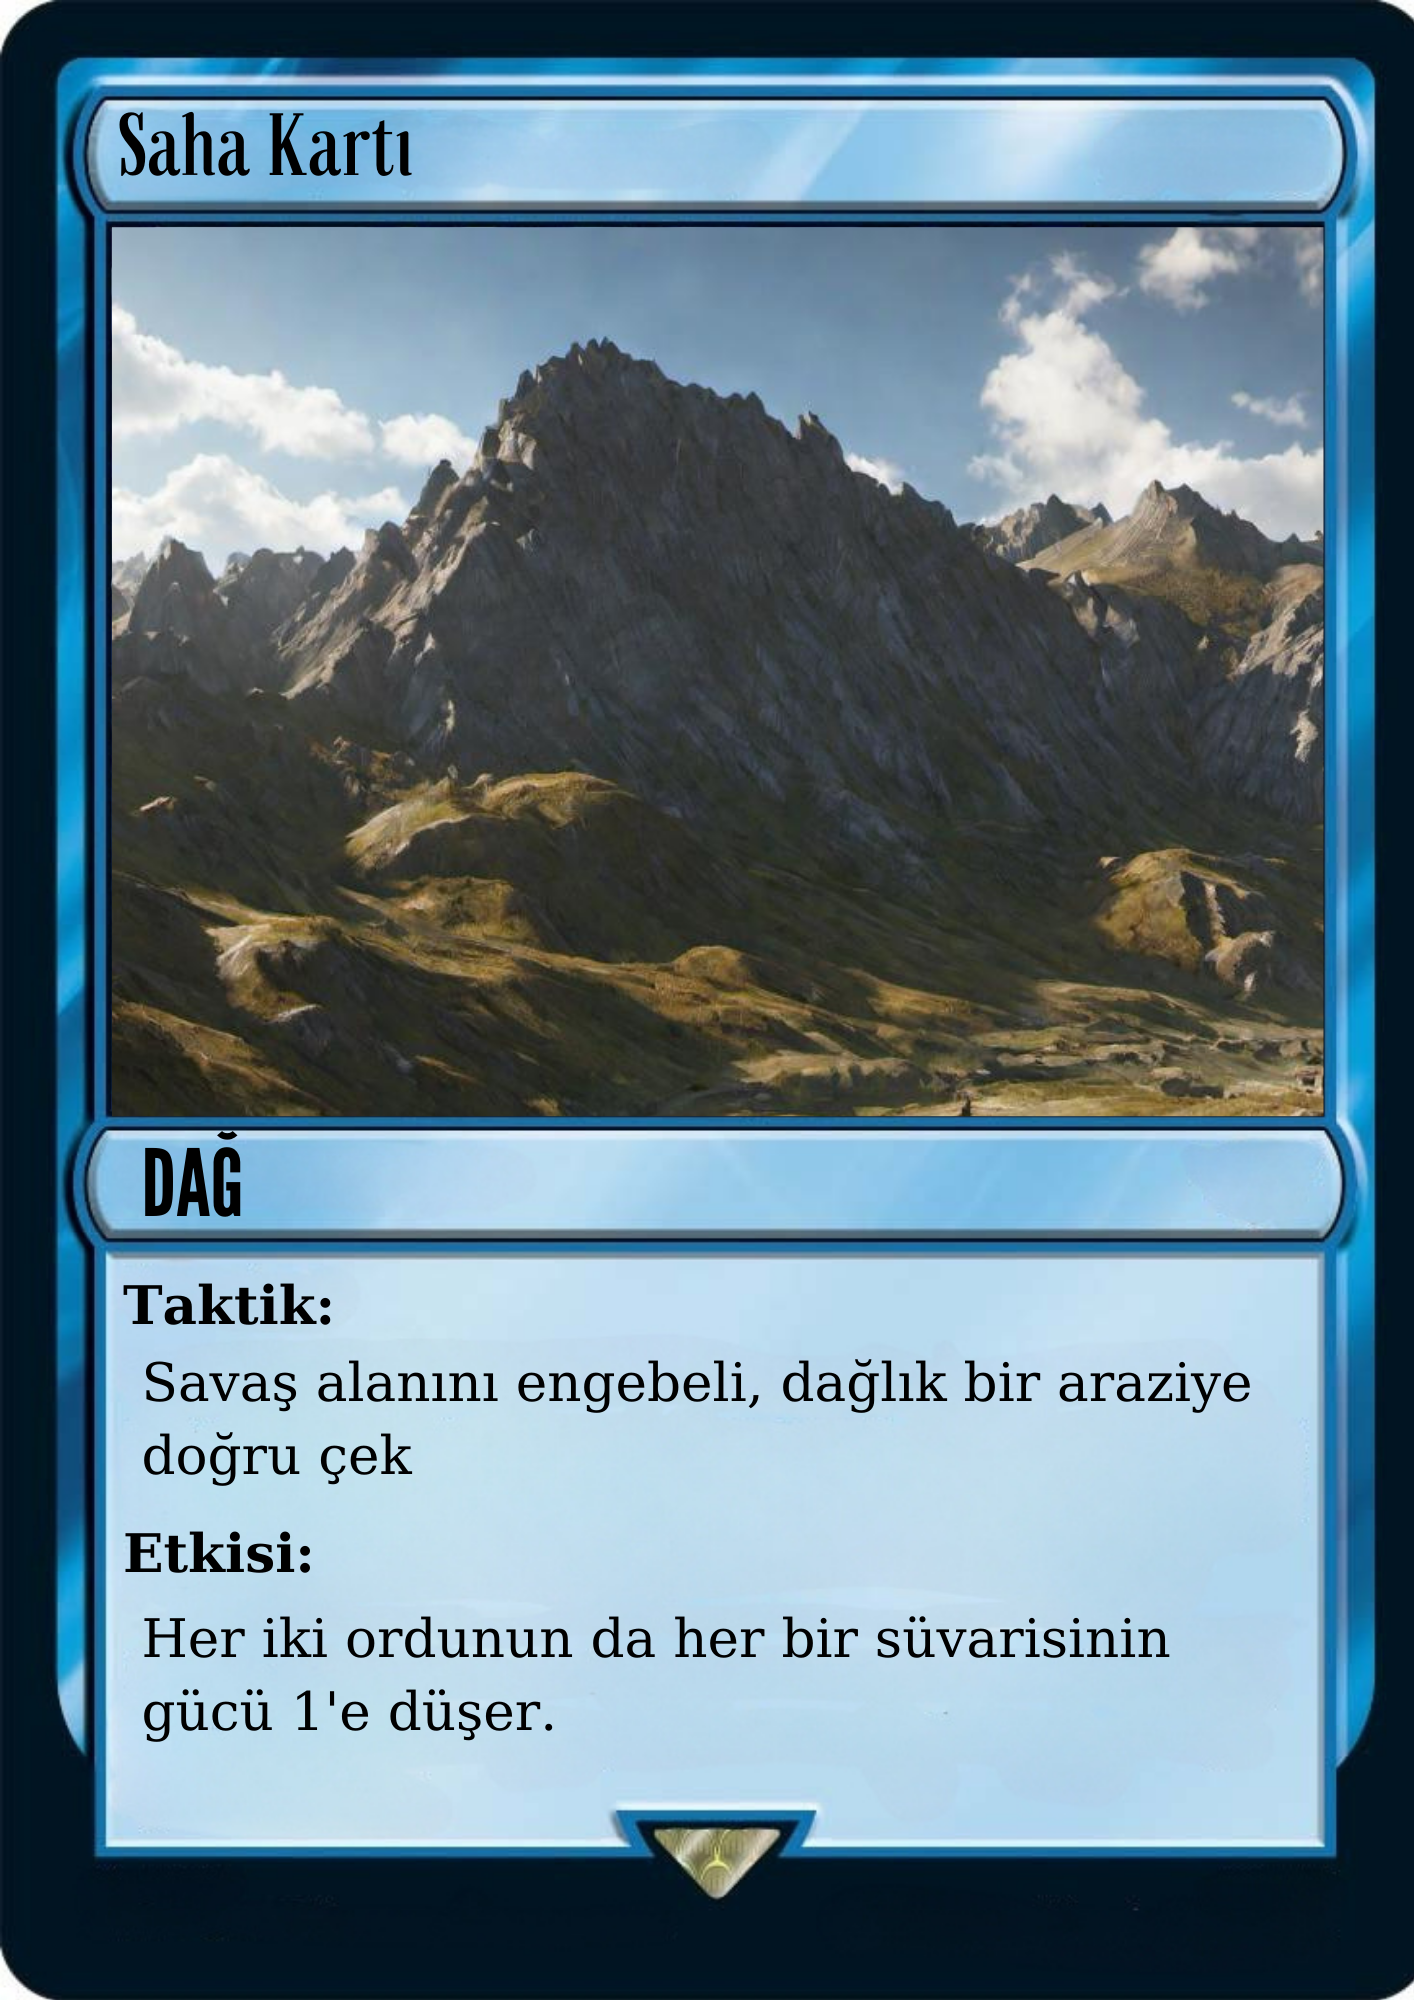 Saha Kartı
DAĞ
Taktik:
Savaş alanını engebeli, dağlık bir araziye
doğru çek
Etkisi:
Her iki ordunun da her bir süvarisinin
gücü 1'e düşer.